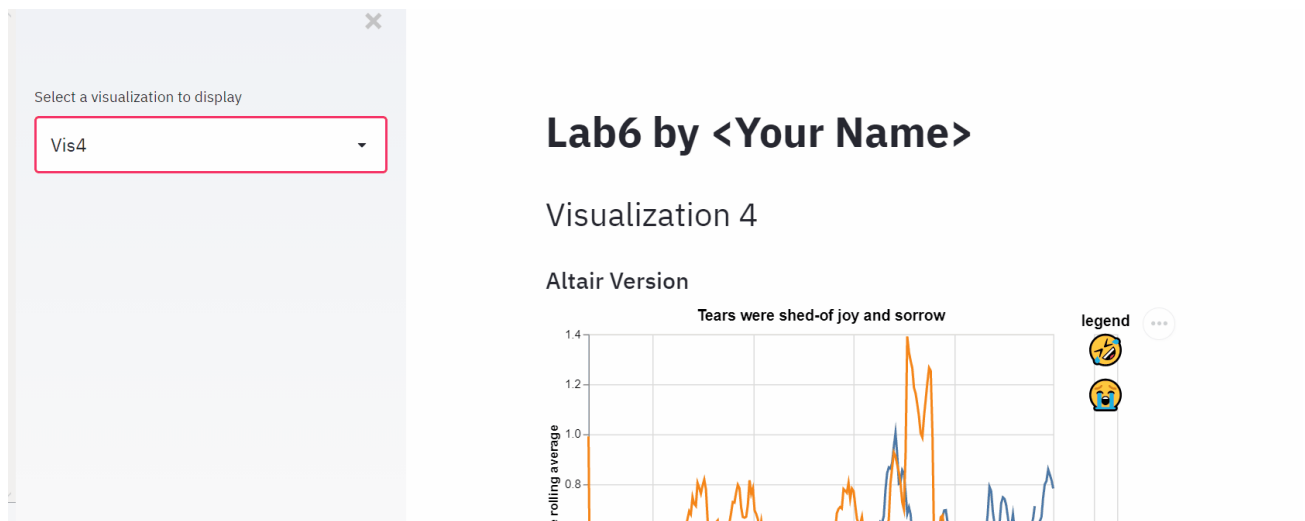 Select a visualization to display
Vis4
Lab6 by <Your Name>
Visualization 4
Altair Version
Tears were shed-of joy and sorrow
legend
1.4
1.2
1.0
0.8
rolling average